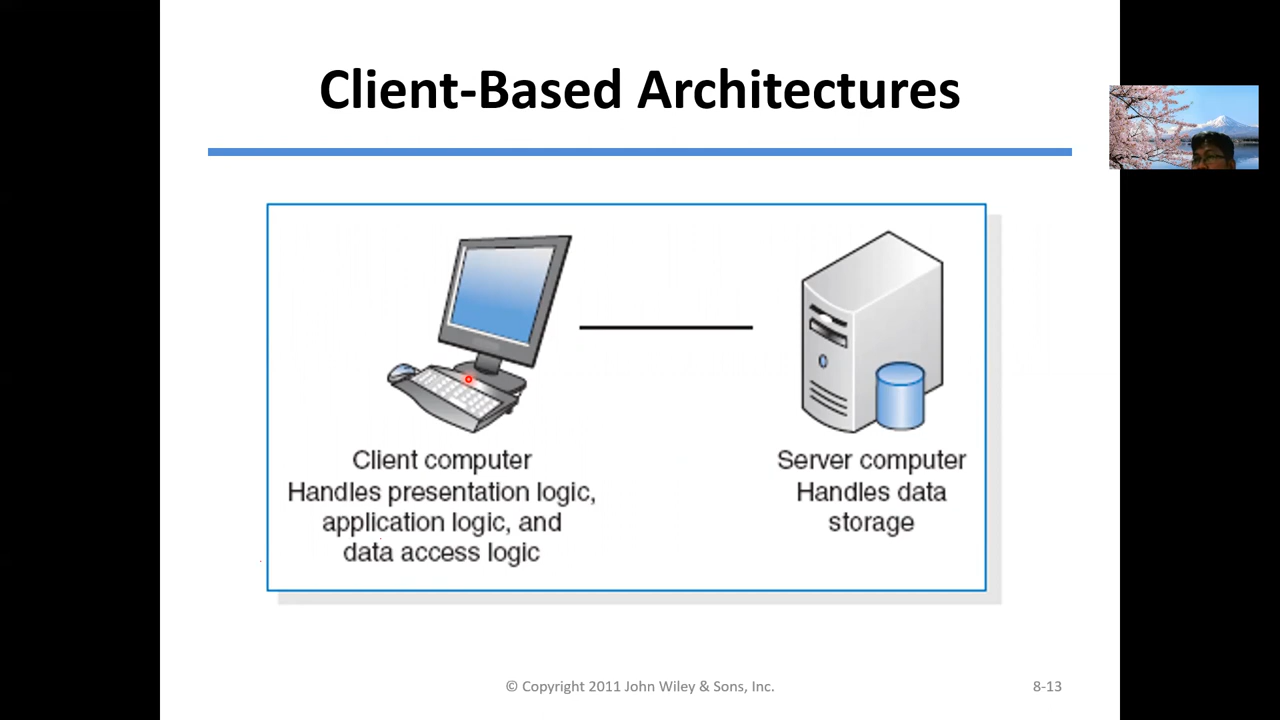 Client-Based Architectures
Client computer
Handles presentation logic,
application logic, and
data access logic
Server computer
Handles data
storage
© Copyright 2011 John Wiley & Sons, Inc.
8-13